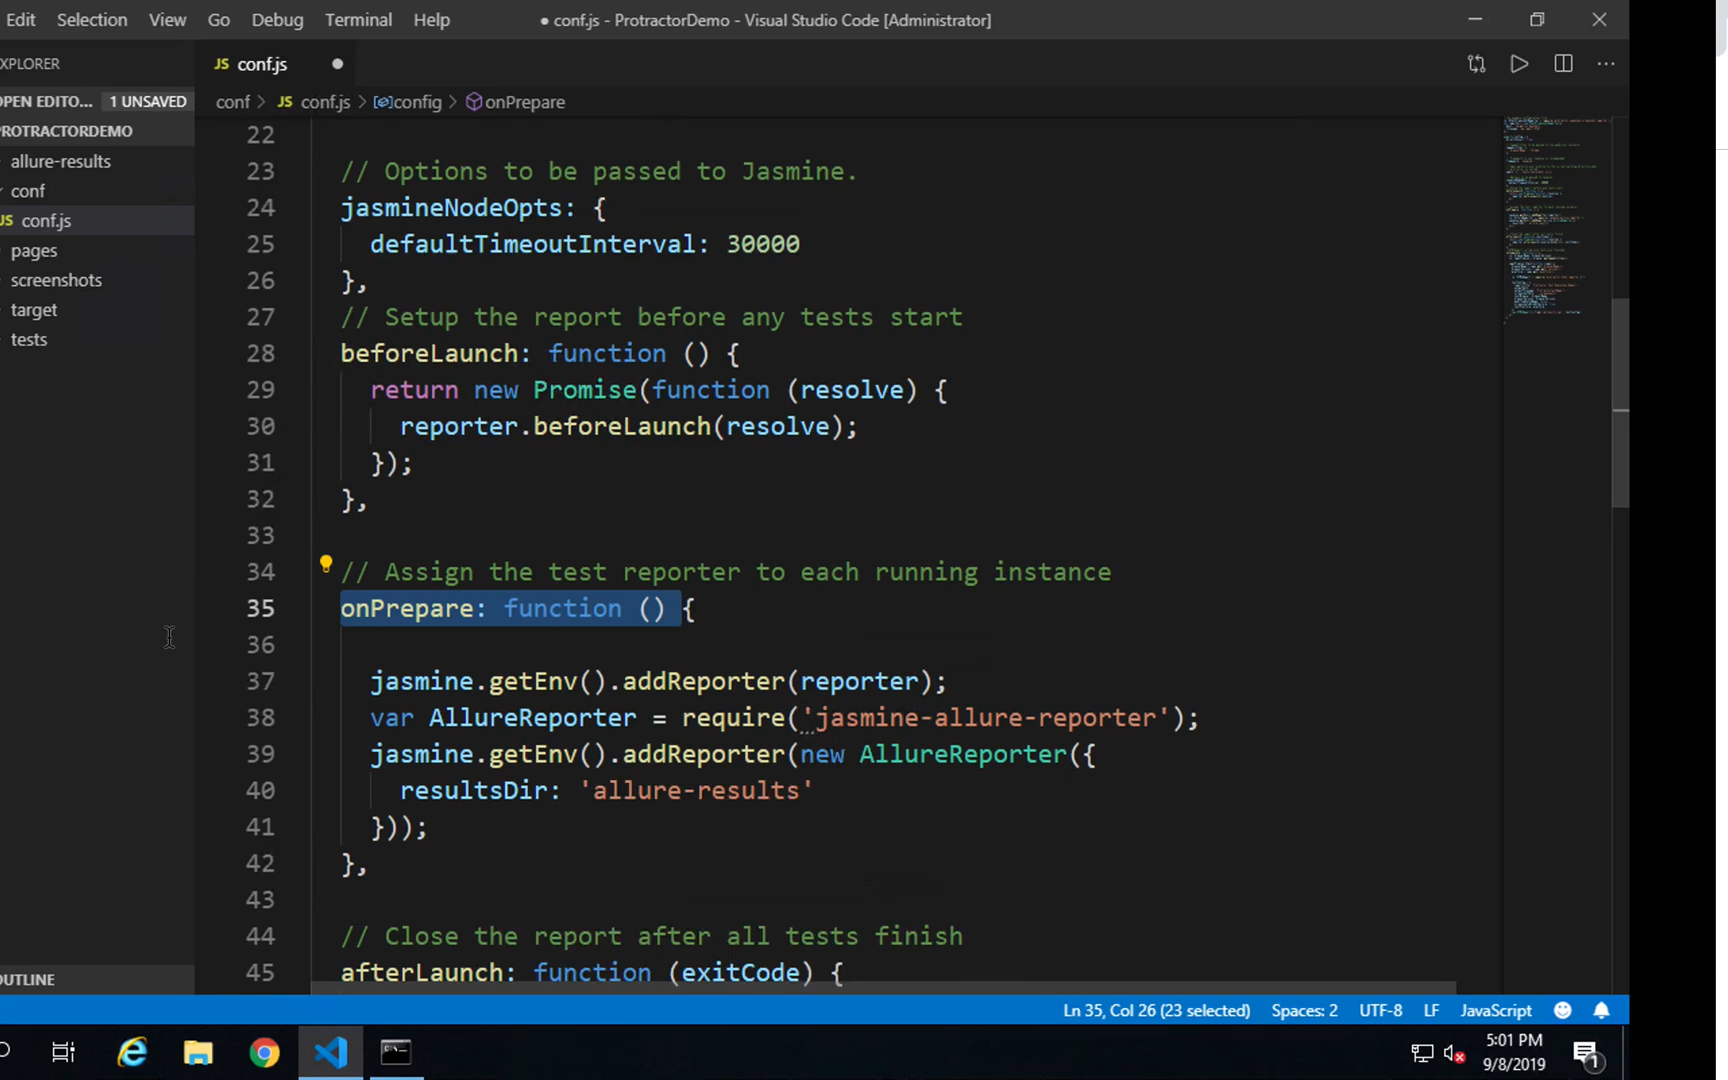 Edit Selection View Go Debug Terminal Help ● conf.js - ProtractorDemo - Visual Studio Code [Administrator]
XPLORER
JS conf.js ●
OPEN EDITO... 1 UNSAVED
conf > JS conf.js > config > onPrepare
PROTRACTORDEMO
allure-results
conf
JS conf.js
pages
screenshots
target
tests
OUTLINE
22
23 // Options to be passed to Jasmine.
24 jasmineNodeOpts: {
25 defaultTimeoutInterval: 30000
26 },
27 // Setup the report before any tests start
28 beforeLaunch: function () {
29 return new Promise(function (resolve) {
30 reporter.beforeLaunch(resolve);
31 });
32 },
33
34 // Assign the test reporter to each running instance
35 onPrepare: function () {
36
37 jasmine.getEnv().addReporter(reporter);
38 var AllureReporter = require('jasmine-allure-reporter');
39 jasmine.getEnv().addReporter(new AllureReporter({
40 resultsDir: 'allure-results'
41 }));
42 },
43
44 // Close the report after all tests finish
45 afterLaunch: function (exitCode) {
Ln 35, Col 26 (23 selected) Spaces: 2 UTF-8 LF JavaScript
5:01 PM
9/8/2019
1